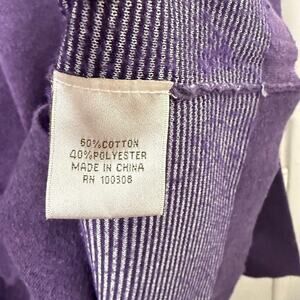 60%COTTON
40%POLYESTER
MADE IN CHINA
RN 100308